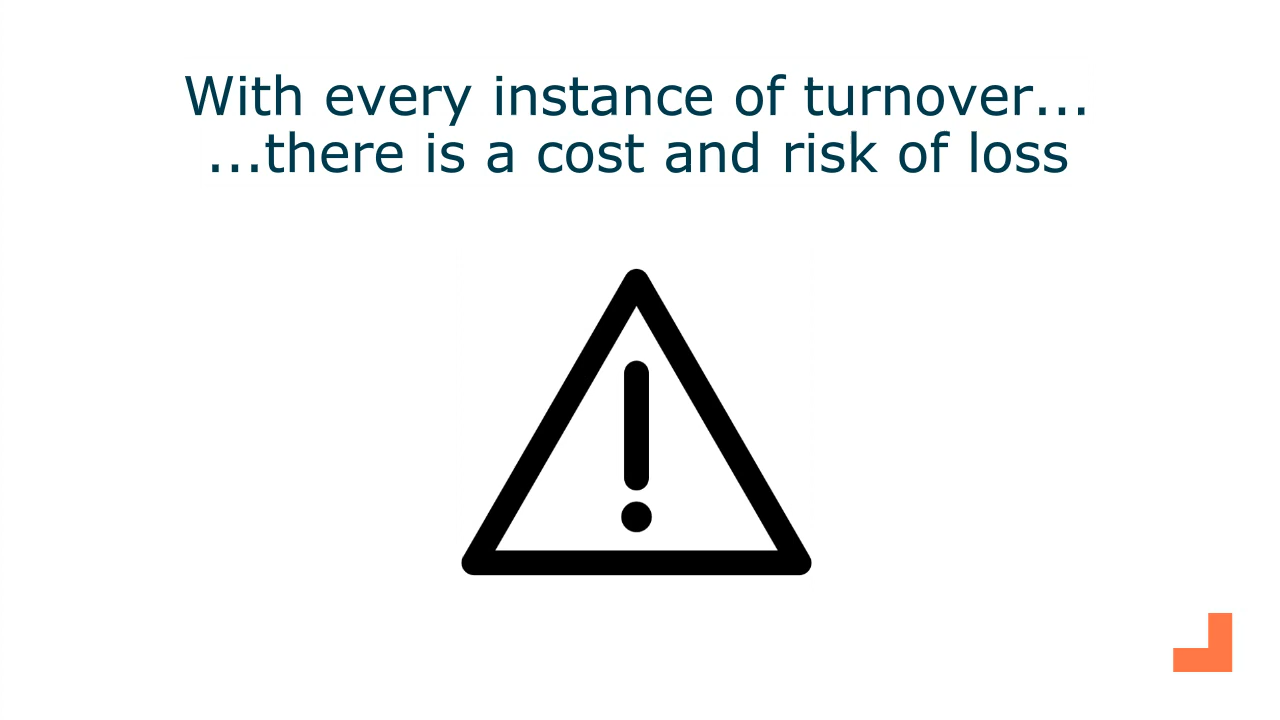 With every instance of turnover...
...there is a cost and risk of loss